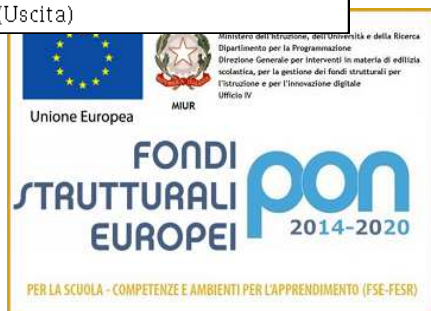 (Uscita)
Ministero dell'Istruzione, dell'Università e della Ricerca
Dipartimento per la Programmazione
Direzione Generale per interventi in materia di edilizia
scolastica, per la gestione dei fondi strutturali per
l'istruzione e per l'innovazione digitale
Ufficio IV
MIUR
Unione Europea
FONDI
STRUTTURALI
EUROPEI
pon
2014-2020
PER LA SCUOLA - COMPETENZE E AMBIENTI PER L'APPRENDIMENTO (FSE-FESR)